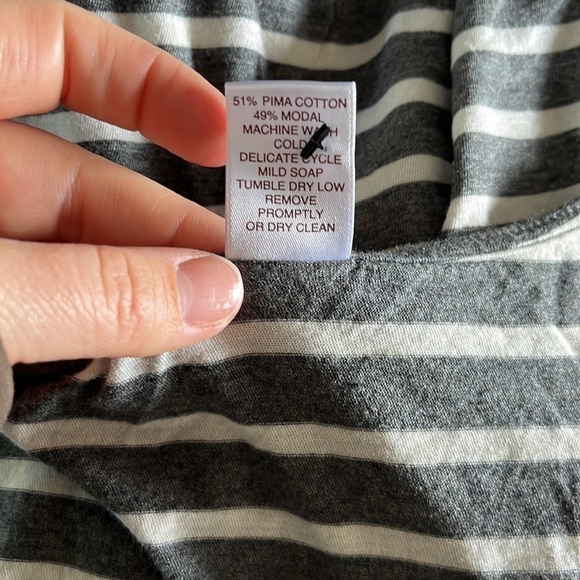 51% PIMA COTTON
49% MODAL
MACHINE WASH
COLD
DELICATE CYCLE
MILD SOAP
TUMBLE DRY LOW
REMOVE
PROMPTLY
OR DRY CLEAN